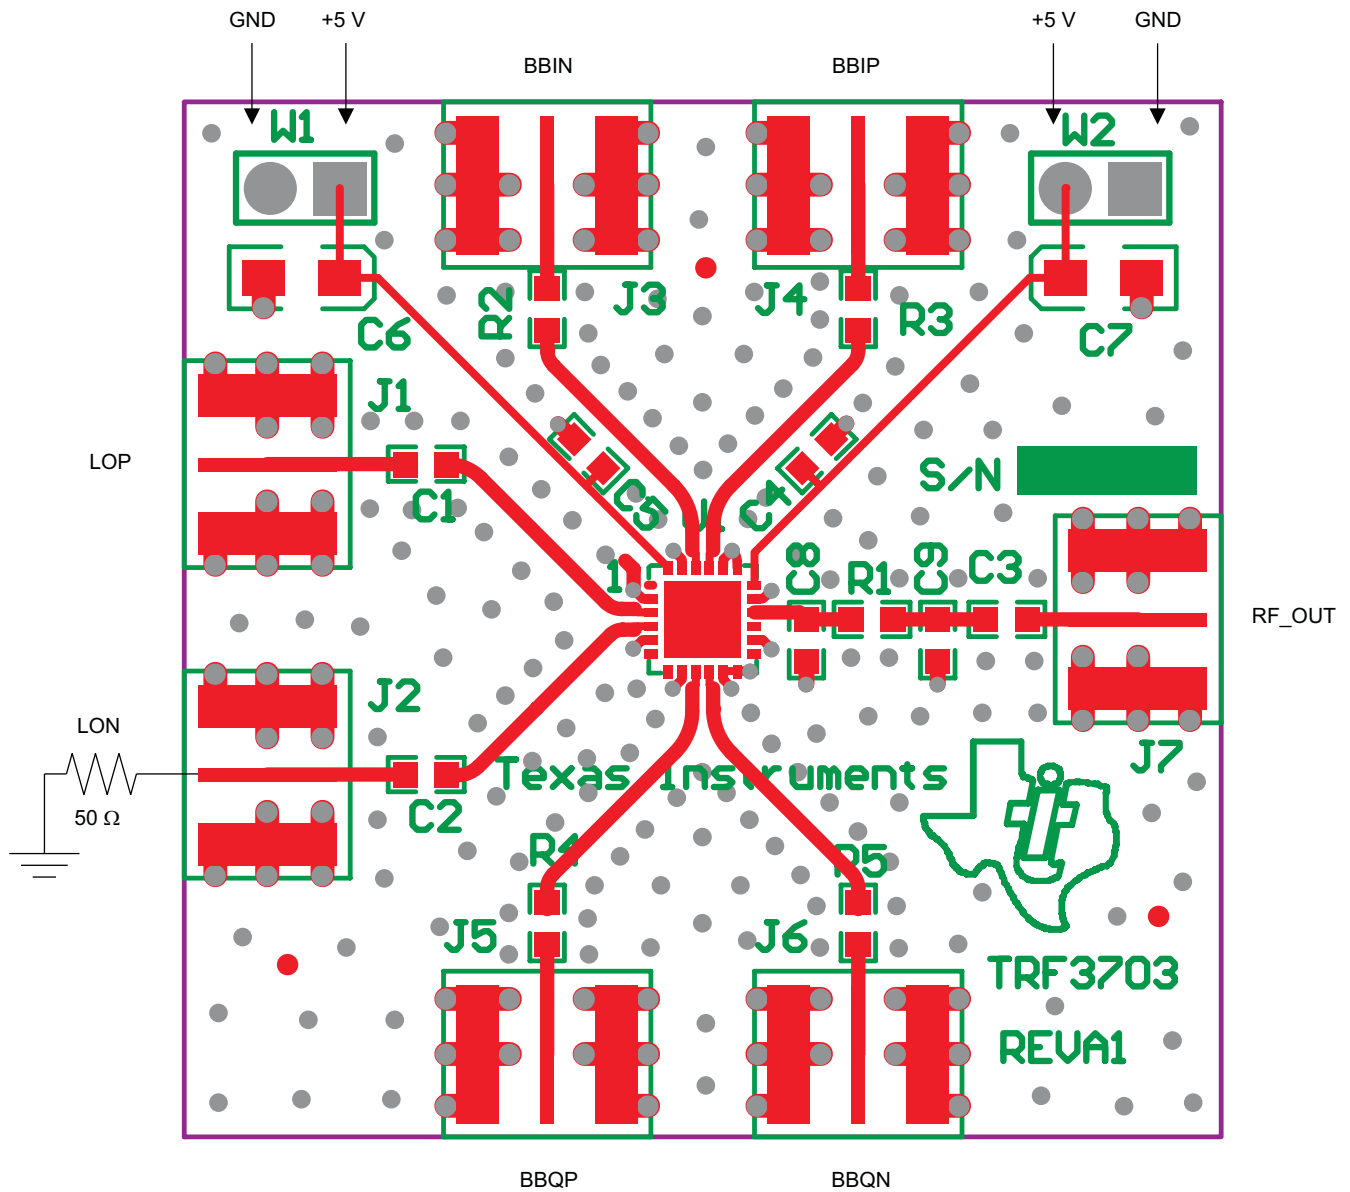 GND +5 V +5 V GND
BBIN BBIP
W1 W2
R2 J3 J4 R3
C6 C7
J1
LOP S/N
C1 C5 U1 C4
1 C8 R1 C9 C3
RF_OUT
J2
LON J7
50 Ω Texas Instruments
C2
R4 R5
J5 J6
TRF3703
REVA1
BBQP BBQN